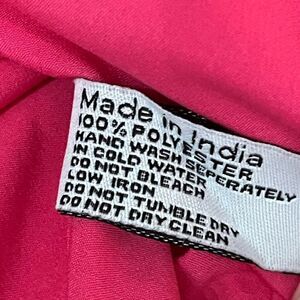 Made in India
100% POLYESTER
HAND WASH SEPERATELY
IN COLD WATER
DO NOT BLEACH
LOW IRON
DO NOT TUMBLE DRY
DO NOT DRY CLEAN